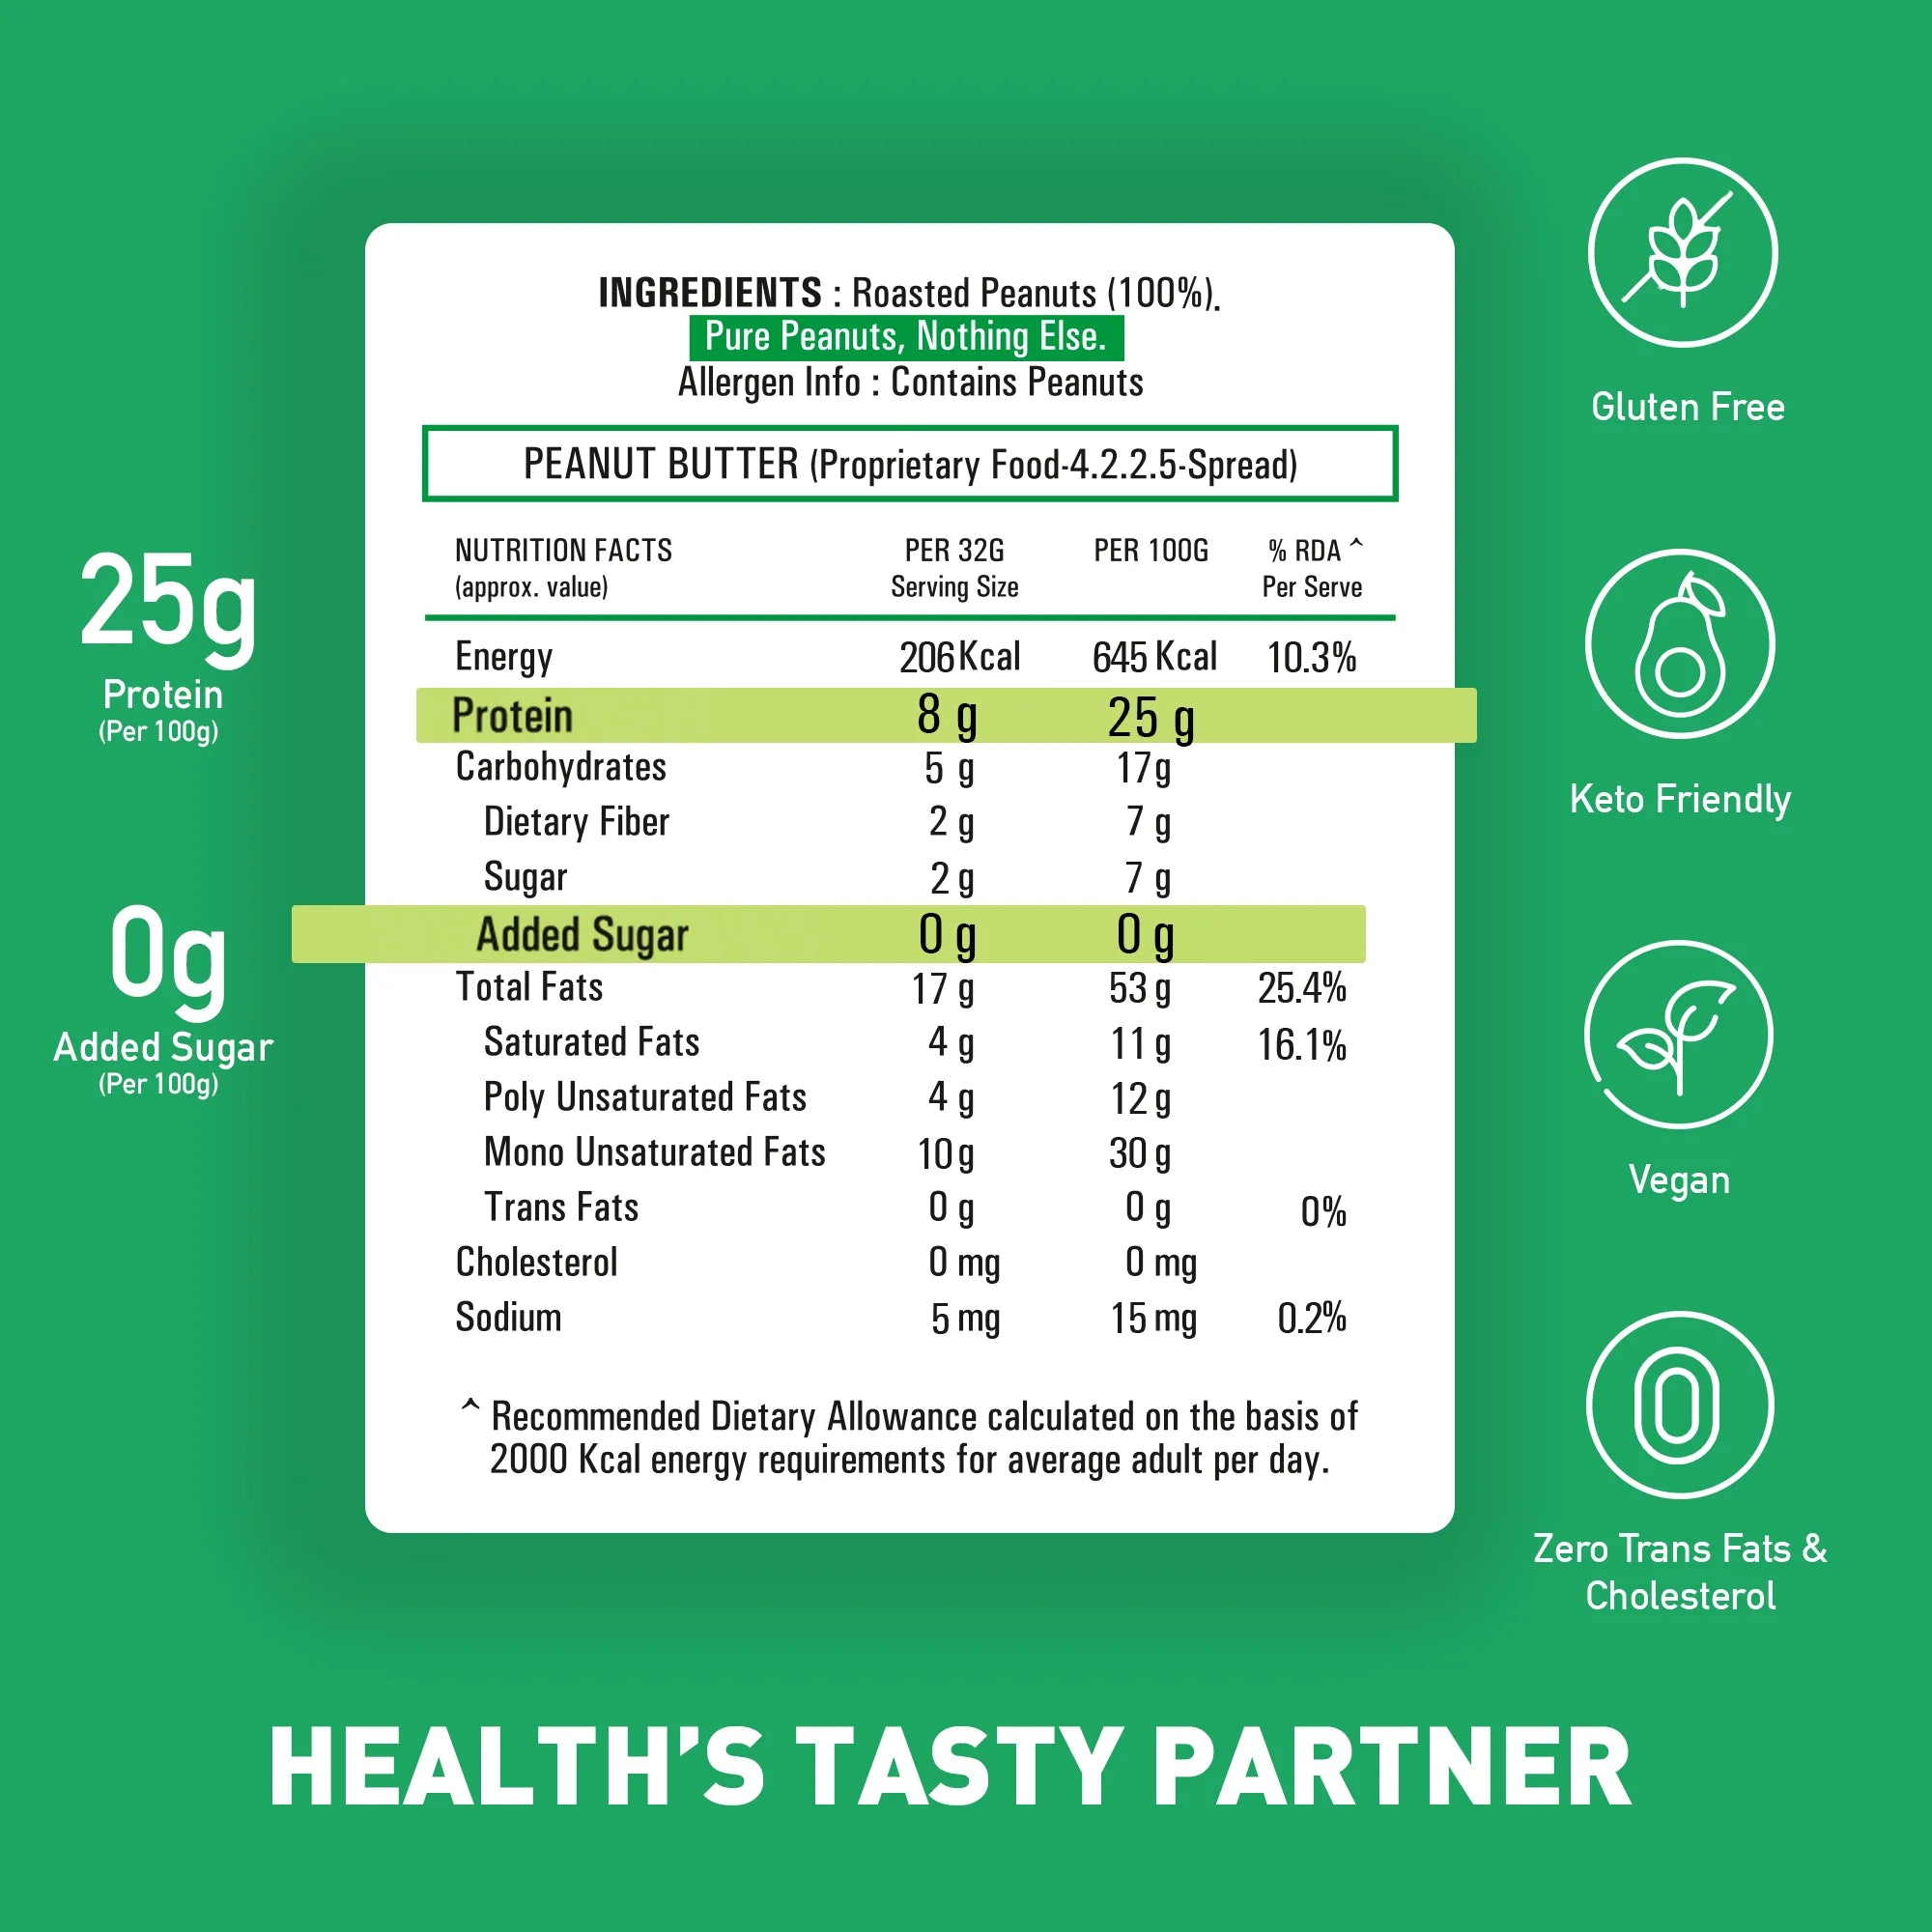 INGREDIENTS : Roasted Peanuts (100%).
Pure Peanuts, Nothing Else.
Allergen Info : Contains Peanuts
PEANUT BUTTER (Proprietary Food-4.2.2.5-Spread)
NUTRITION FACTS PER 32G PER 100G % RDA ^
(approx. value) Serving Size Per Serve
Energy 206Kcal 645 Kcal 10.3%
Protein 8 g 25 g
Carbohydrates 5 g 17g
Dietary Fiber 2 g 7 g
Sugar 2 g 7 g
Added Sugar 0 g 0 g
Total Fats 17 g 53 g 25.4%
Saturated Fats 4 g 11 g 16.1%
Poly Unsaturated Fats 4 g 12 g
Mono Unsaturated Fats 10 g 30 g
Trans Fats 0 g 0 g 0%
Cholesterol 0 mg 0 mg
Sodium 5 mg 15 mg 0.2%
^ Recommended Dietary Allowance calculated on the basis of
2000 Kcal energy requirements for average adult per day.
25g
Protein
(Per 100g)
0g
Added Sugar
(Per 100g)
Gluten Free
Keto Friendly
Vegan
0
Zero Trans Fats &
Cholesterol
HEALTH'S TASTY PARTNER